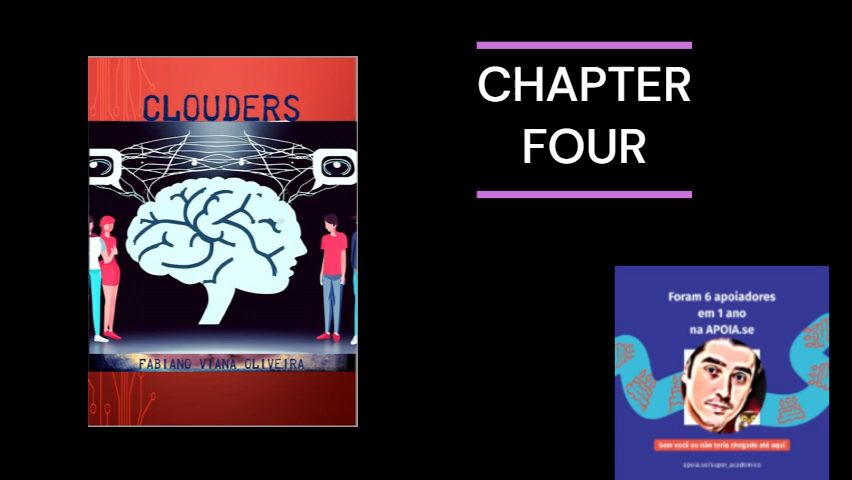 CLOUDERS
FABIANO VIANA OLIVEIRA
CHAPTER
FOUR
Foram 6 apoiadores
em 1 ano
na APOIA.se
Sem você eu não teria chegado até aqui
apoia.se/super_academico